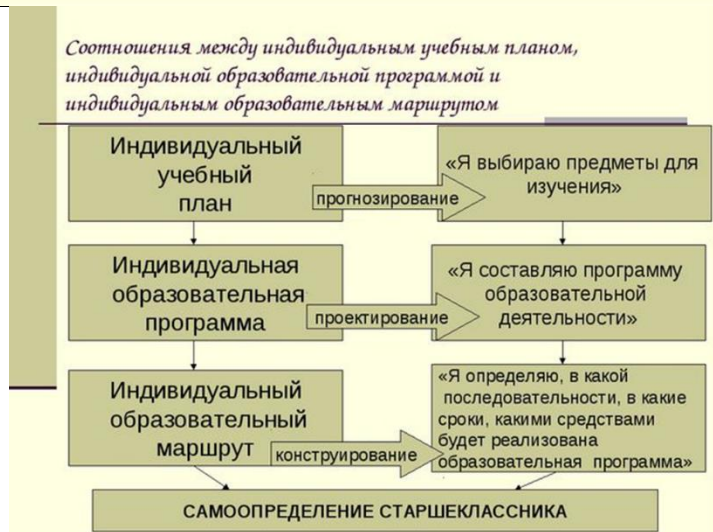 Соотношения между индивидуальным учебным планом,
индивидуальной образовательной программой и
индивидуальным образовательным маршрутом
Индивидуальный
учебный
план
прогнозирование
«Я выбираю предметы для
изучения»
Индивидуальная
образовательная
программа
проектирование
«Я составляю программу
образовательной
деятельности»
Индивидуальный
образовательный
маршрут
конструирование
«Я определяю, в какой
последовательности, в какие
сроки, какими средствами
будет реализована
образовательная программа»
САМООПРЕДЕЛЕНИЕ СТАРШЕКЛАССНИКА